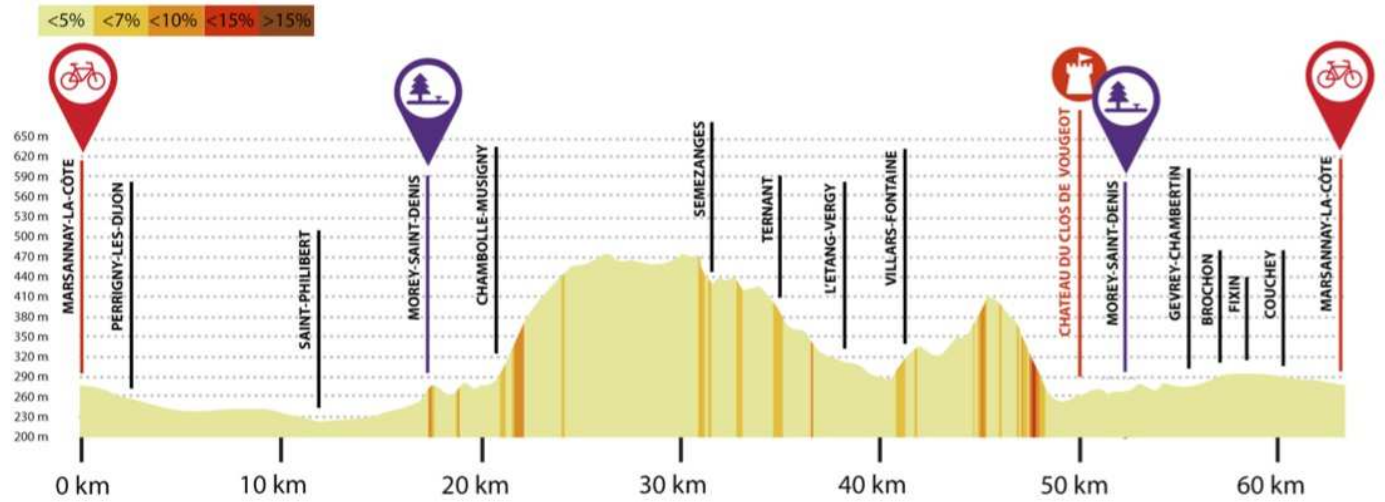 <5% <7% <10% <15% >15%
650 m
620 m
590 m
560 m
530 m
500 m
470 m
440 m
410 m
380 m
350 m
320 m
290 m
260 m
230 m
200 m
MARSANNAY-LA-CÔTE
PERRIGNY-LES-DIJON
SAINT-PHILIBERT
MOREY-SAINT-DENIS
CHAMBOLLE-MUSIGNY
SEMEZANGES
TERNANT
L'ETANG-VERGY
VILLARS-FONTAINE
CHATEAU DU CLOS DE VOUGEOT
MOREY-SAINT-DENIS
GEVREY-CHAMBERTIN
BROCHON
FIXIN
COUCHEY
MARSANNAY-LA-CÔTE
0 km 10 km 20 km 30 km 40 km 50 km 60 km